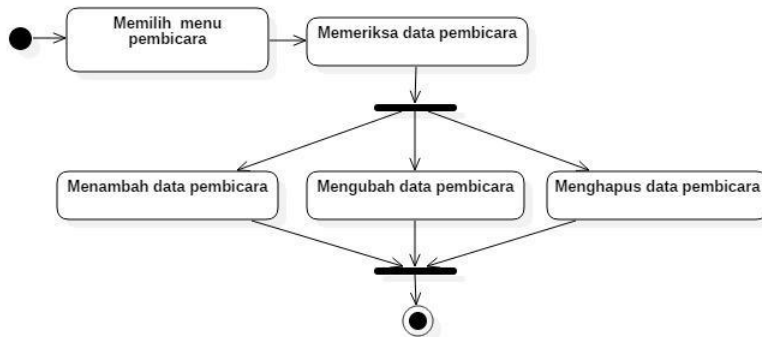 Memilih menu
pembicara
Memeriksa data pembicara
Menambah data pembicara
Mengubah data pembicara
Menghapus data pembicara